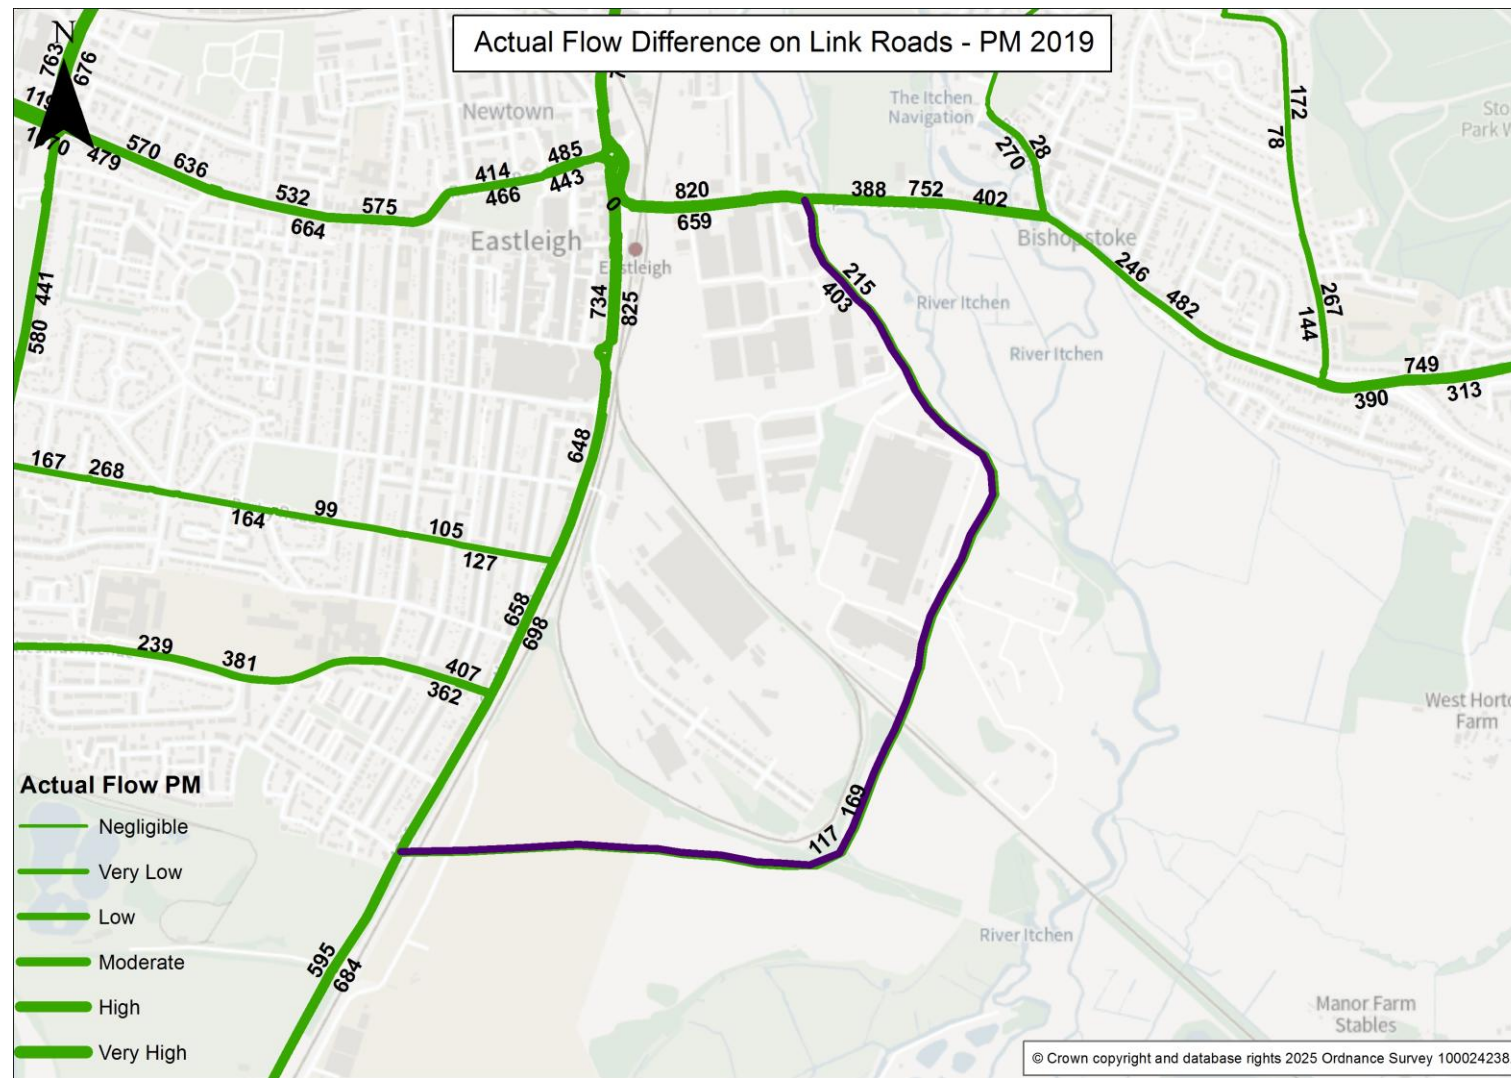 Actual Flow Difference on Link Roads - PM 2019
N
763
676
570
479
636
532
664
575
414
466
485
443
0
820
659
388
752
402
270
28
172
78
267
144
246
482
390
749
313
215
403
734
825
648
441
580
167
268
164
99
105
127
658
698
239
381
407
362
117
169
595
684
Newtown
Eastleigh
Eastleigh
The Itchen
Navigation
Bishopstoke
River Itchen
River Itchen
River Itchen
Farm
Manor Farm
Stables
Actual Flow PM
Negligible
Very Low
Low
Moderate
High
Very High
© Crown copyright and database rights 2025 Ordnance Survey 100024238